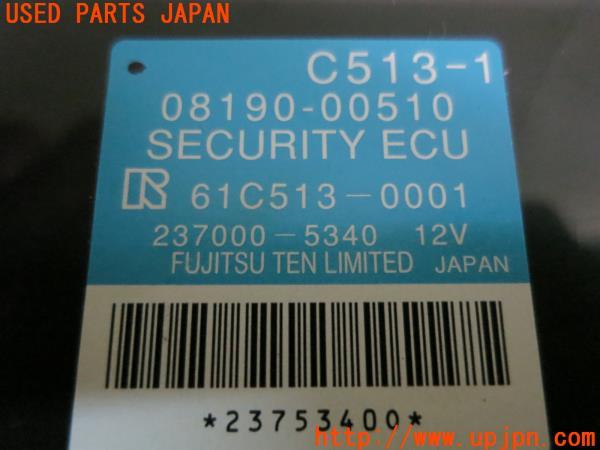 USED PARTS JAPAN
C513-1
08190-00510
SECURITY ECU
R 61C513-0001
237000-5340 12V
FUJITSU TEN LIMITED JAPAN
*23753400*
http://www.upjpn.com